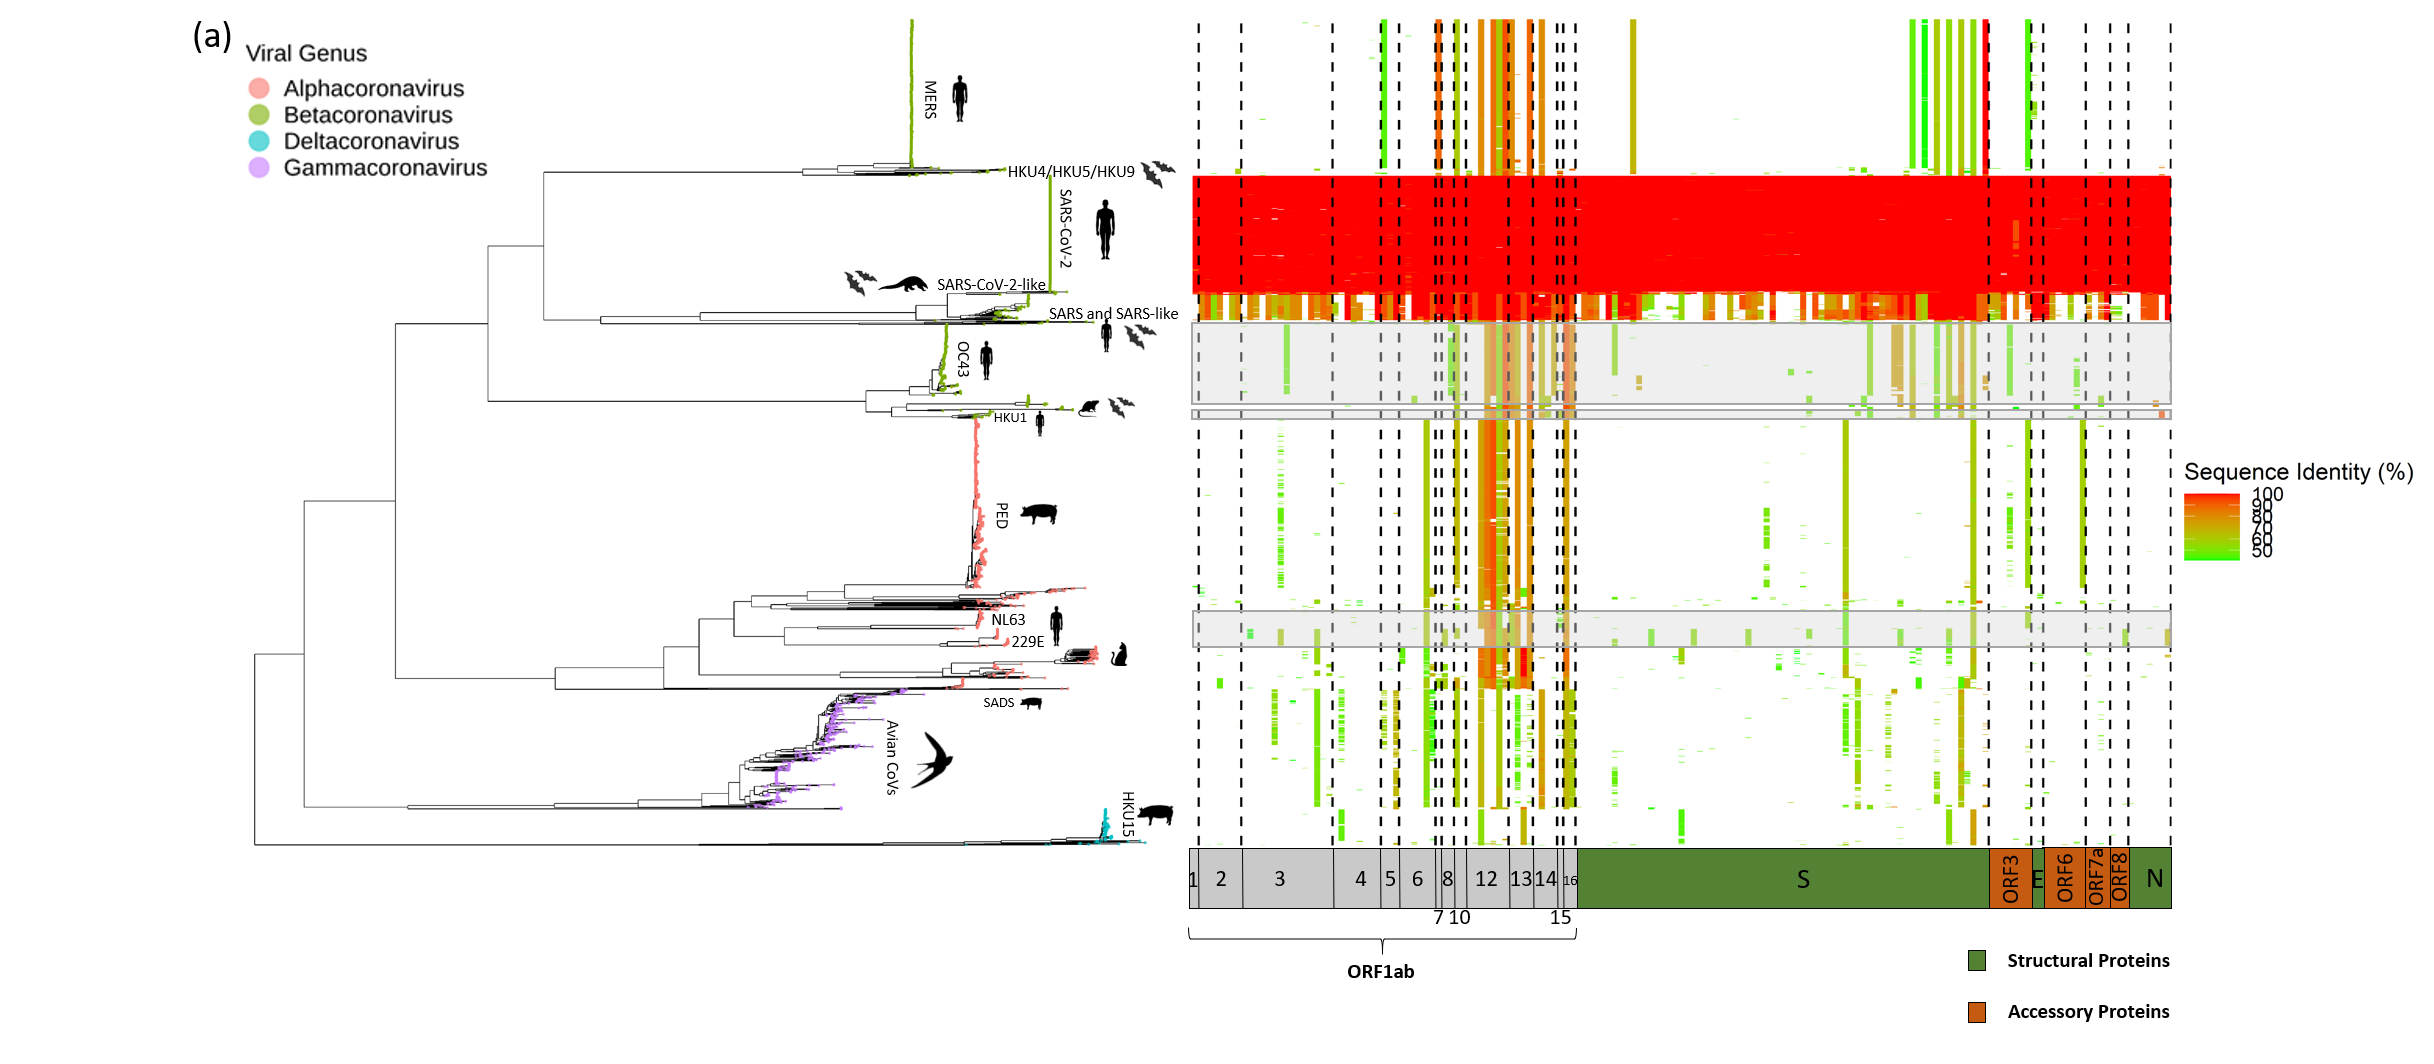 (a)
Viral Genus
Alphacoronavirus
Betacoronavirus
Deltacoronavirus
Gammacoronavirus
MERS
HKU4/HKU5/HKU9
SARS-CoV-2
SARS-CoV-2-like
SARS and SARS-like
OC43
HKU1
PED
NL63
229E
SADS
Avian CoVs
HKU15
Sequence Identity (%)
100
90
80
70
60
50
1 2 3 4 5 6 8 12 13 14 16 S ORF3 E ORF6 ORF7a ORF8 N
7 10 15
ORF1ab
Structural Proteins
Accessory Proteins